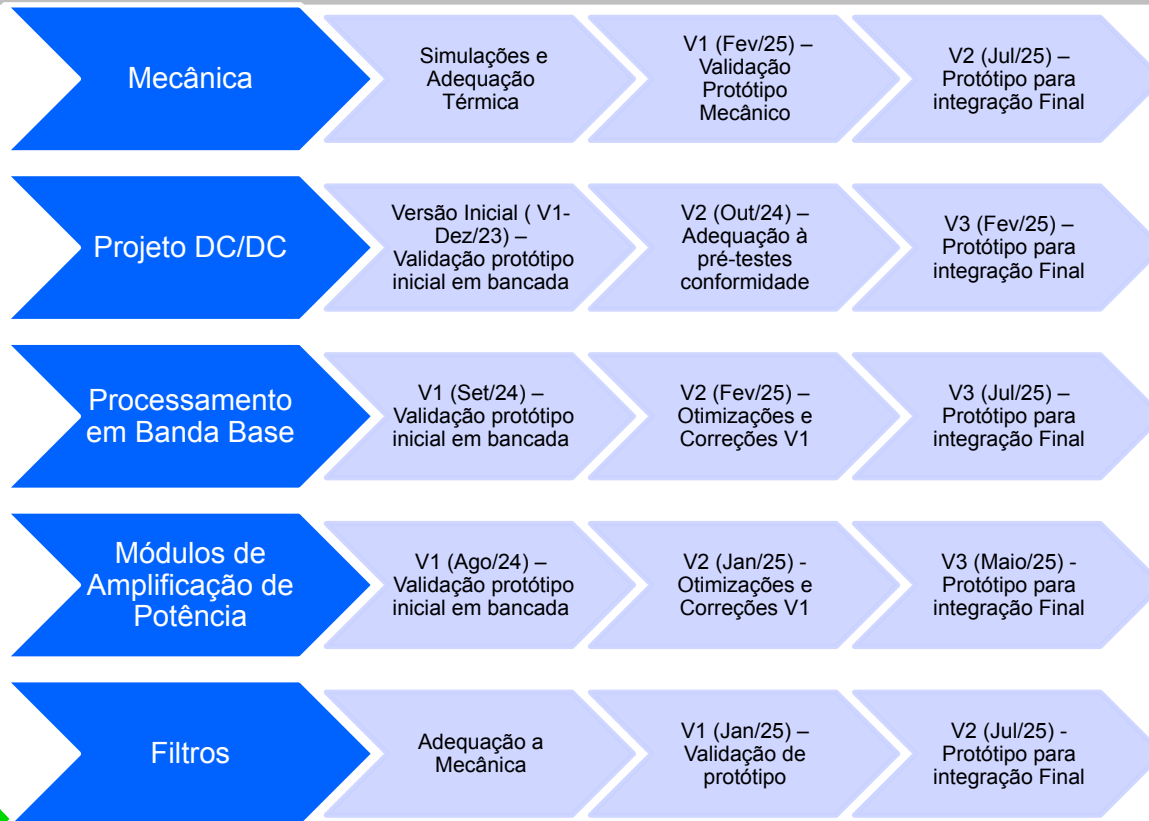 Mecânica
Simulações e
Adequação
Térmica
V1 (Fev/25) –
Validação
Protótipo
Mecânico
V2 (Jul/25) –
Protótipo para
integração Final
Projeto DC/DC
Versão Inicial ( V1-
Dez/23) –
Validação protótipo
inicial em bancada
V2 (Out/24) –
Adequação à
pré-testes
conformidade
V3 (Fev/25) –
Protótipo para
integração Final
Processamento
em Banda Base
V1 (Set/24) –
Validação protótipo
inicial em bancada
V2 (Fev/25) –
Otimizações e
Correções V1
V3 (Jul/25) –
Protótipo para
integração Final
Módulos de
Amplificação de
Potência
V1 (Ago/24) –
Validação protótipo
inicial em bancada
V2 (Jan/25) -
Otimizações e
Correções V1
V3 (Maio/25) -
Protótipo para
integração Final
Filtros
Adequação a
Mecânica
V1 (Jan/25) –
Validação de
protótipo
V2 (Jul/25) -
Protótipo para
integração Final